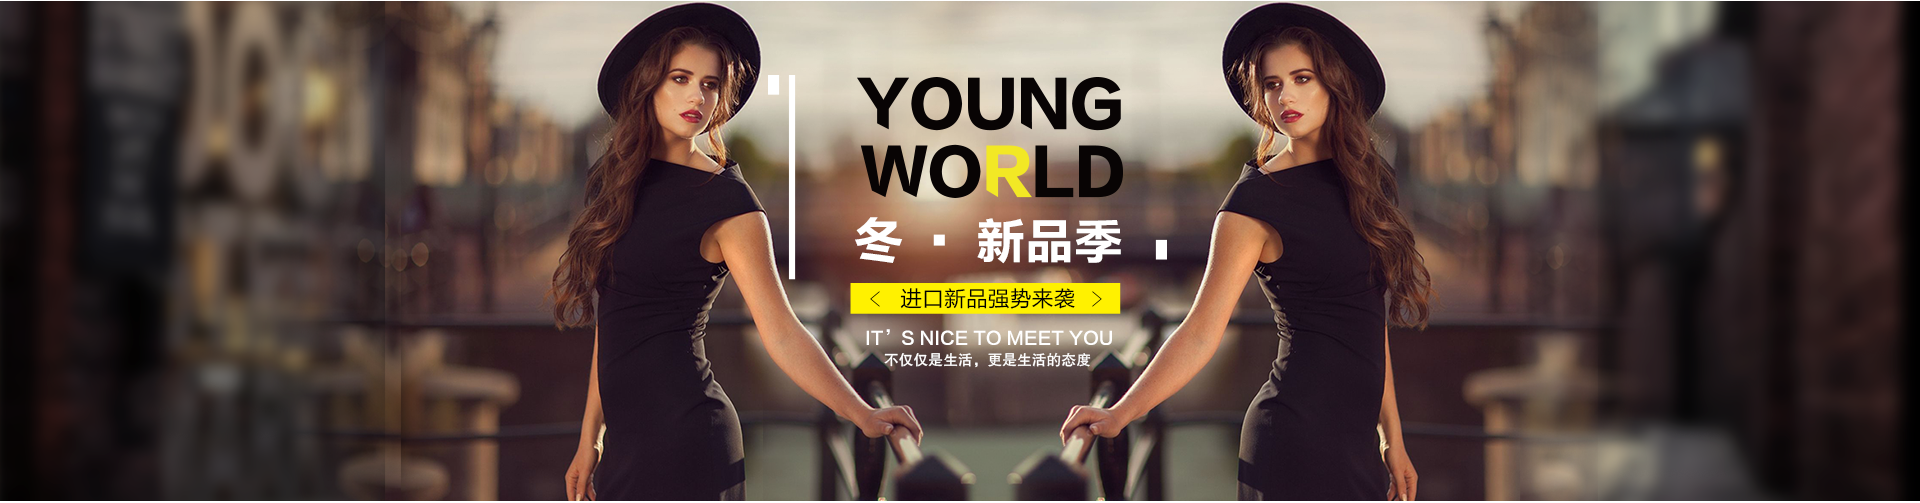 YOUNG
WORLD
冬 · 新品季
< 进口新品强势来袭 >
IT’S NICE TO MEET YOU
不仅仅是生活，更是生活的态度